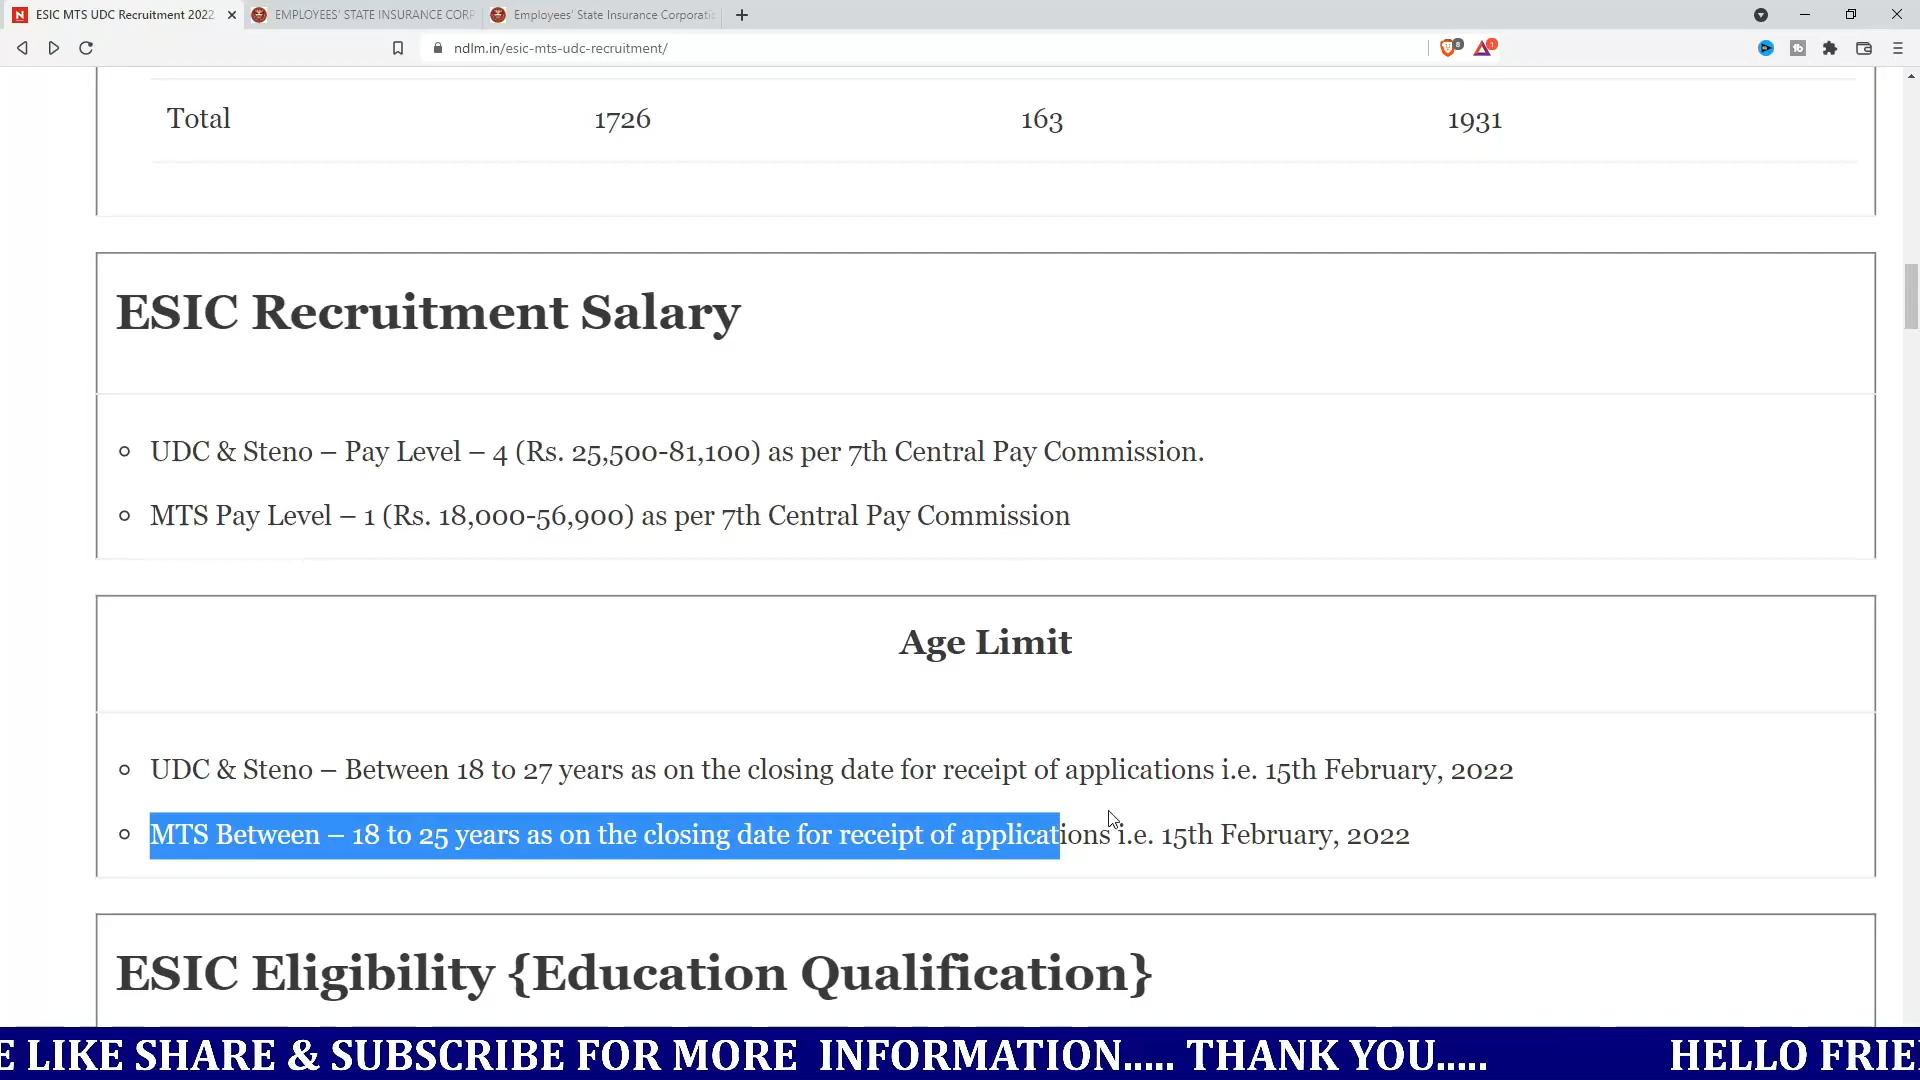 ESIC MTS UDC Recruitment 2022
EMPLOYEES' STATE INSURANCE CORP
Employees' State Insurance Corporati
ndlm.in/esic-mts-udc-recruitment/
Total 1726 163 1931
ESIC Recruitment Salary
UDC & Steno – Pay Level – 4 (Rs. 25,500-81,100) as per 7th Central Pay Commission.
MTS Pay Level – 1 (Rs. 18,000-56,900) as per 7th Central Pay Commission
Age Limit
UDC & Steno – Between 18 to 27 years as on the closing date for receipt of applications i.e. 15th February, 2022
MTS Between – 18 to 25 years as on the closing date for receipt of applications i.e. 15th February, 2022
ESIC Eligibility {Education Qualification}
E LIKE SHARE & SUBSCRIBE FOR MORE INFORMATION..... THANK YOU..... HELLO FRIE